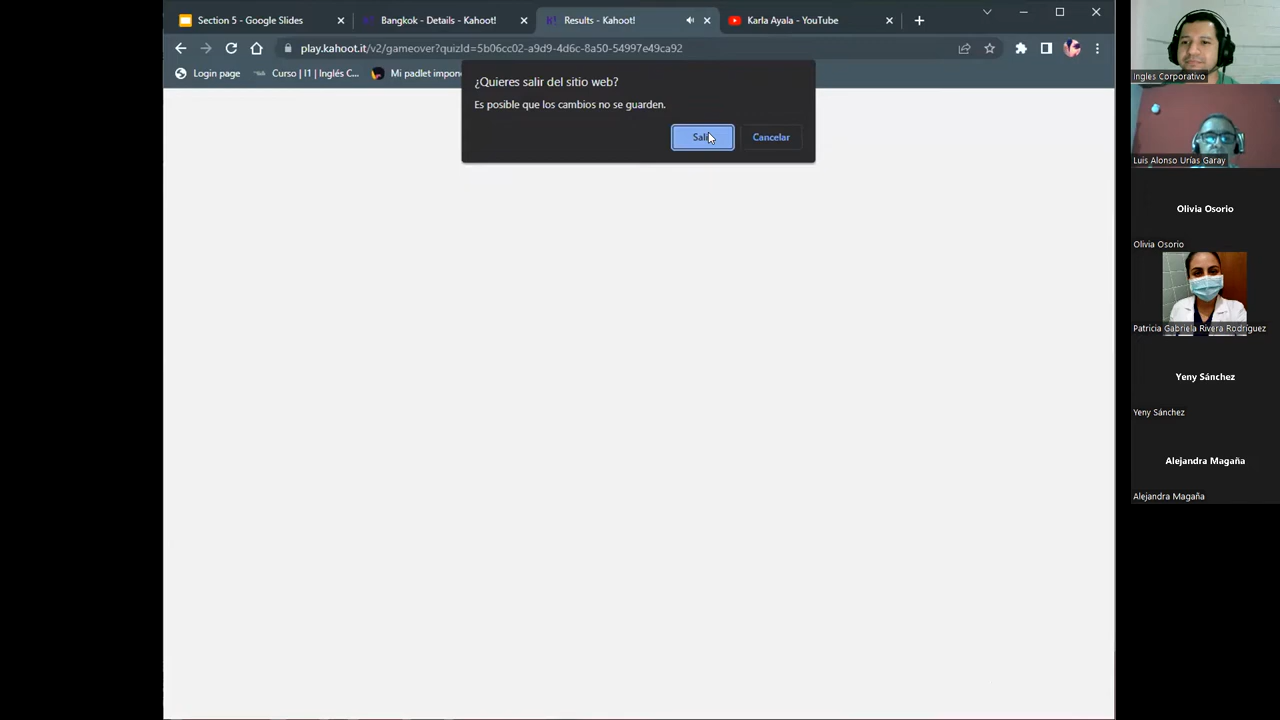 Section 5 - Google Slides
Bangkok - Details - Kahoot!
Results - Kahoot!
Karla Ayala - YouTube
play.kahoot.it/v2/gameover?quizId=5b06cc02-a9d9-4d6c-8a50-54997e49ca92
Login page
Curso | I1 | Inglés C...
Mi padlet impon
¿Quieres salir del sitio web?
Es posible que los cambios no se guarden.
Cancelar
Ingles Corporativo
Luis Alonso Urías Garay
Olivia Osorio
Olivia Osorio
Patricia Gabriela Rivera Rodríguez
Yeny Sánchez
Yeny Sánchez
Alejandra Magaña
Alejandra Magaña